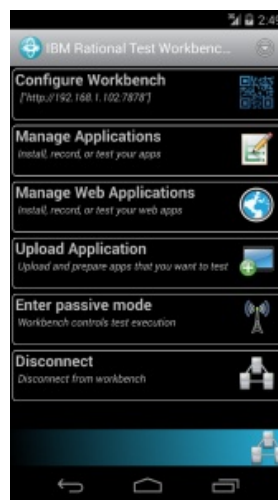 2:49
IBM Rational Test Workbenc...
Configure Workbench
["http://192.168.1.102:7878"]
Manage Applications
Install, record, or test your apps
Manage Web Applications
Install, record, or test your web apps
Upload Application
Upload and prepare apps that you want to test
Enter passive mode
Workbench controls test execution
Disconnect
Disconnect from workbench